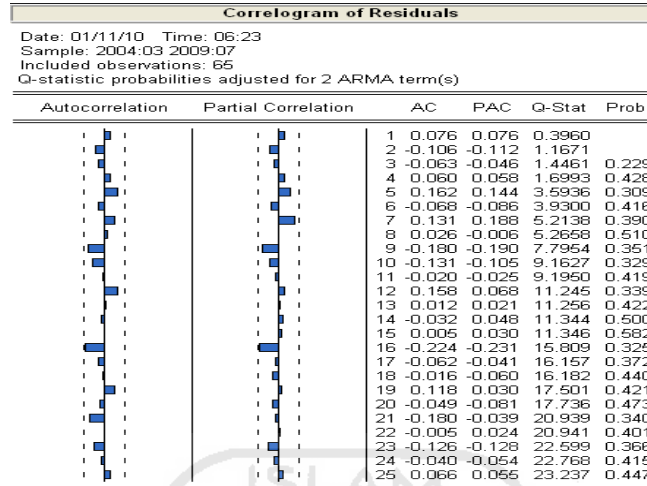 Correlogram of Residuals
Date: 01/11/10 Time: 06:23
Sample: 2004:03 2009:07
Included observations: 65
Q-statistic probabilities adjusted for 2 ARMA term(s)
Autocorrelation Partial Correlation AC PAC Q-Stat Prob
1 0.076 0.076 0.3960
2 -0.106 -0.112 1.1671
3 -0.063 -0.046 1.4461 0.229
4 0.060 0.058 1.6993 0.428
5 0.162 0.144 3.5936 0.309
6 -0.068 -0.086 3.9300 0.416
7 0.131 0.188 5.2138 0.390
8 0.026 -0.006 5.2658 0.510
9 -0.180 -0.190 7.7954 0.351
10 -0.131 -0.105 9.1627 0.329
11 -0.020 -0.025 9.1950 0.419
12 0.158 0.068 11.245 0.339
13 0.012 0.021 11.256 0.422
14 -0.032 0.048 11.344 0.500
15 0.005 0.030 11.346 0.582
16 -0.224 -0.231 15.809 0.325
17 -0.062 -0.041 16.157 0.372
18 -0.016 -0.060 16.182 0.440
19 0.118 0.030 17.501 0.421
20 -0.049 -0.081 17.736 0.473
21 -0.180 -0.039 20.939 0.340
22 -0.005 0.024 20.941 0.401
23 -0.126 -0.128 22.599 0.366
24 -0.040 -0.054 22.768 0.415
25 0.066 0.055 23.237 0.447
ISLAM